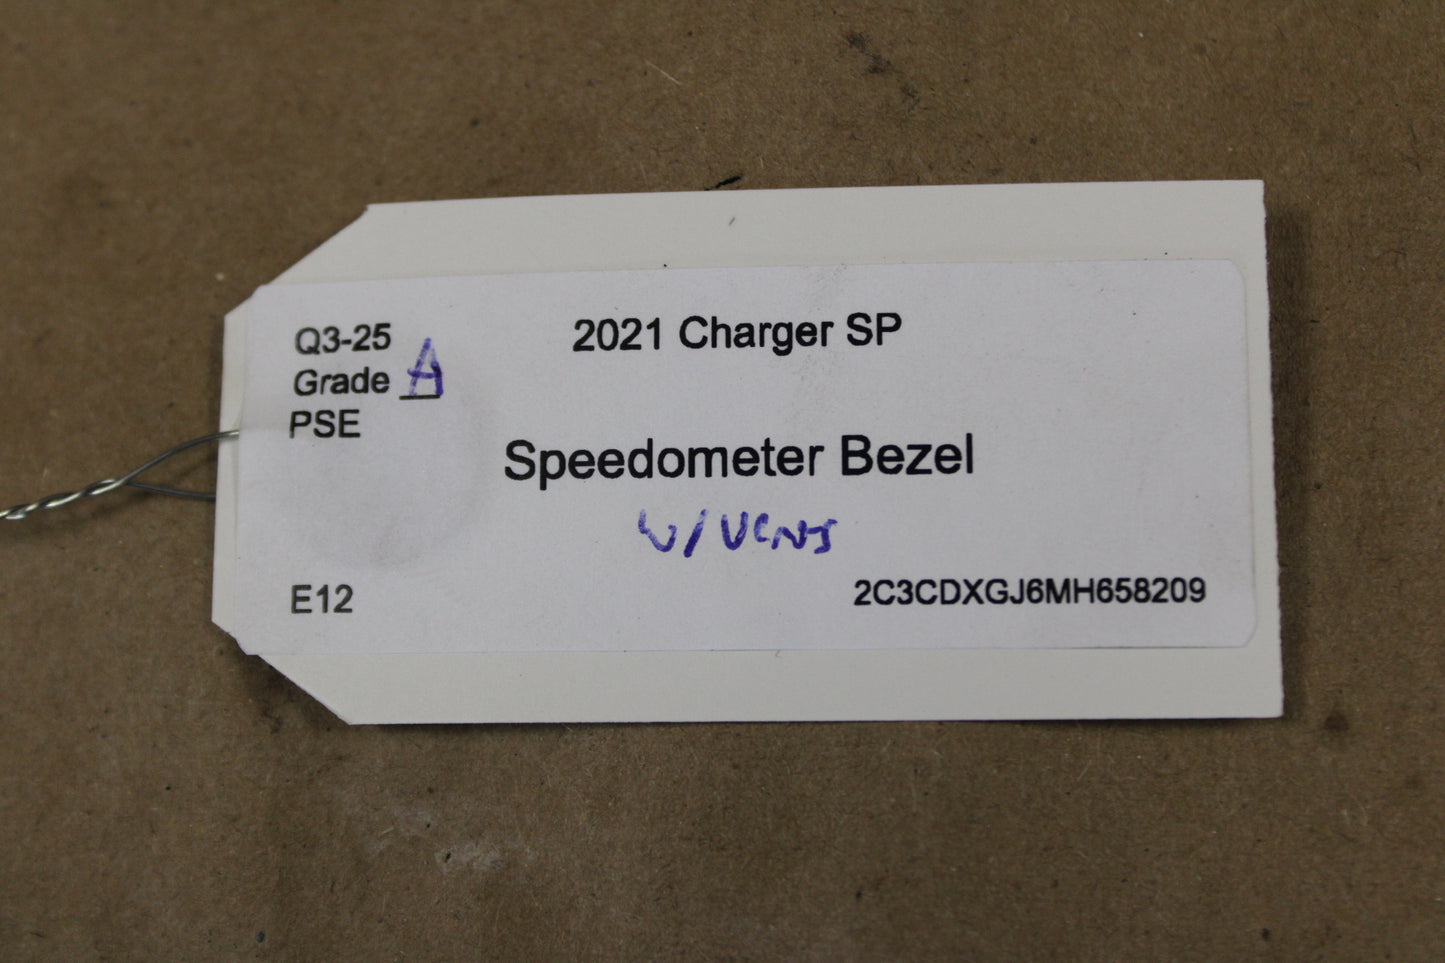 Q3-25
2021 Charger SP
Grade A
PSE
Speedometer Bezel
w/Vents
E12
2C3CDXGJ6MH658209